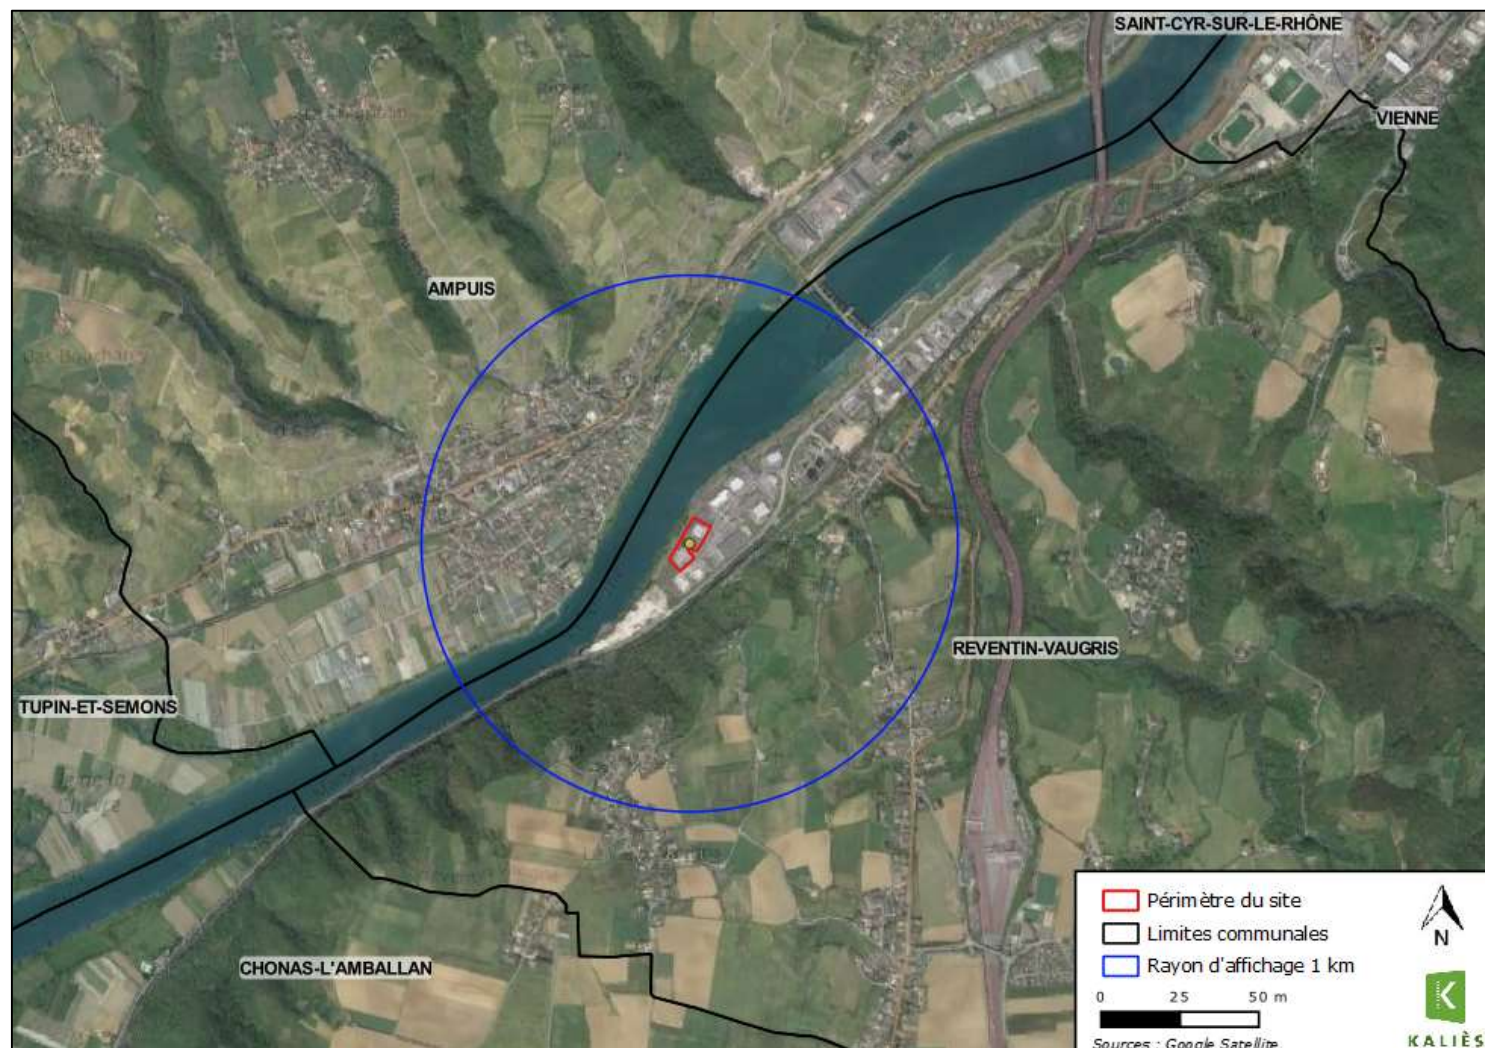 SAINT-CYR-SUR-LE-RHÔNE
VIENNE
AMPUIS
REVENTIN-VAUGRIS
TUPIN-ET-SEMONS
CHONAS-L'AMBALLAN
Périmètre du site
Limites communales
Rayon d'affichage 1 km
N
0 25 50 m
Sources : Google Satellite
KALIÈS